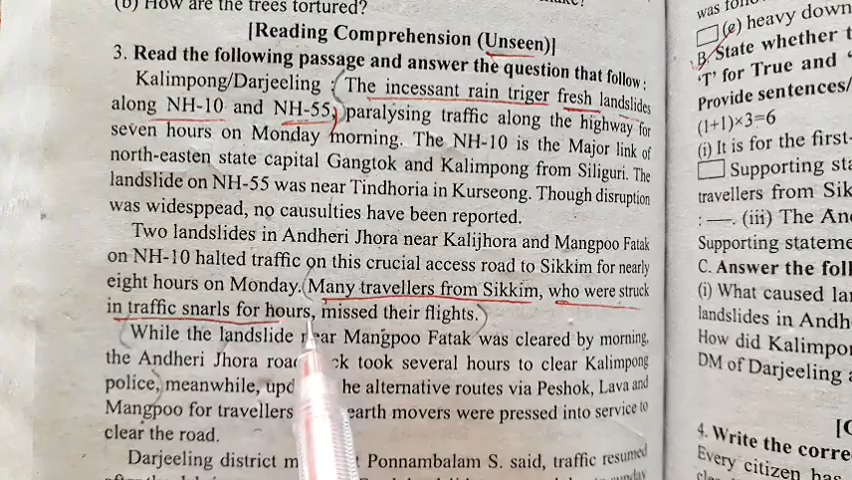 (b) How are the trees tortured?
[Reading Comprehension (Unseen)]
3. Read the following passage and answer the question that follow :
Kalimpong/Darjeeling : The incessant rain triger fresh landslides
along NH-10 and NH-55, paralysing traffic along the highway for
seven hours on Monday morning. The NH-10 is the Major link of
north-easten state capital Gangtok and Kalimpong from Siliguri. The
landslide on NH-55 was near Tindhoria in Kurseong. Though disruption
was widesppead, no causulties have been reported.
Two landslides in Andheri Jhora near Kalijhora and Mangpoo Fatak
on NH-10 halted traffic on this crucial access road to Sikkim for nearly
eight hours on Monday. Many travellers from Sikkim, who were struck
in traffic snarls for hours, missed their flights.
While the landslide near Mangpoo Fatak was cleared by morning,
the Andheri Jhora took several hours to clear Kalimpong
police, meanwhile, he alternative routes via Peshok, Lava and
Mangpoo for travellers earth movers were pressed into service to
clear the road.
Darjeeling district Ponnambalam S. said, traffic resumed
(e) heavy down
B. State whether t
'T' for True and
Provide sentences/
(1+1)×3=6
(i) It is for the first-
Supporting sta
travellers from Sik
: —. (iii) The An
Supporting stateme
C. Answer the foll
(i) What caused la
landslides in Andh
How did Kalimpo
DM of Darjeeling a
4. Write the corre
Every citizen has